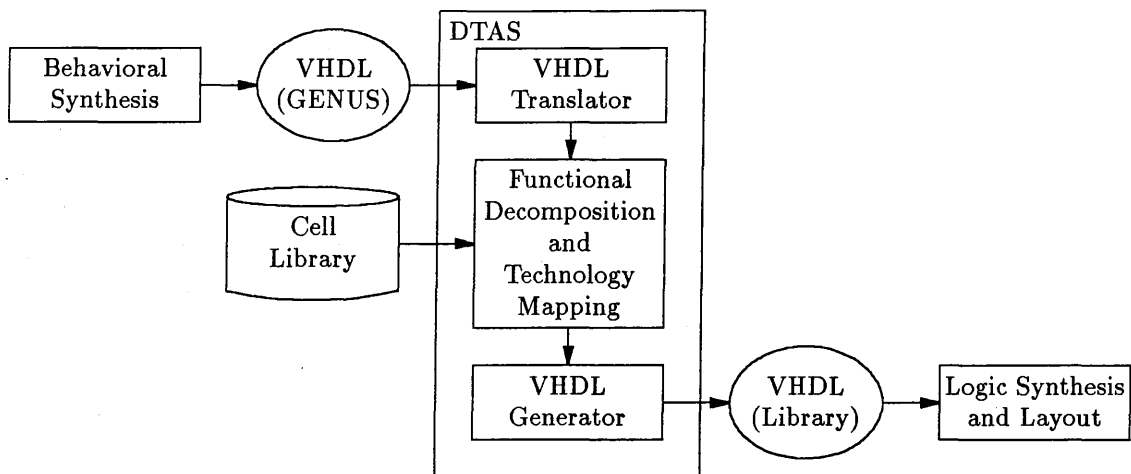 DTAS
Behavioral
Synthesis
VHDL
(GENUS)
VHDL
Translator
Cell
Library
Functional
Decomposition
and
Technology
Mapping
VHDL
Generator
VHDL
(Library)
Logic Synthesis
and Layout